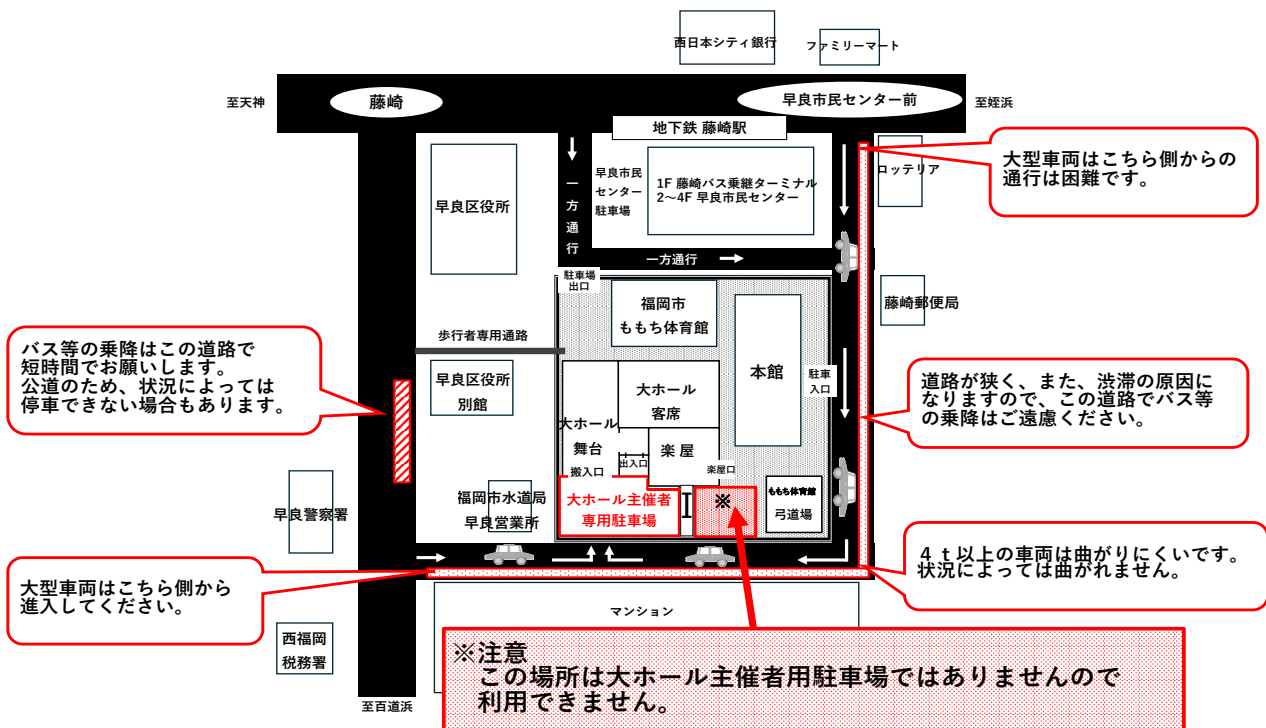 西日本シティ銀行
ファミリーマート
至天神
藤崎
早良市民センター前
至姪浜
地下鉄 藤崎駅
大型車両はこちら側からの
通行は困難です。
ロッテリア
早良市民
センター
駐車場
1F 藤崎バス乗継ターミナル
2〜4F 早良市民センター
早良区役所
一方通行
一方通行
駐車場
出口
藤崎郵便局
福岡市
ももち体育館
歩行者専用通路
バス等の乗降はこの道路で
短時間でお願いします。
公道のため、状況によっては
停車できない場合もあります。
早良区役所
別館
本館
駐車
入口
道路が狭く、また、渋滞の原因に
なりますので、この道路でバス等
の乗降はご遠慮ください。
大ホール
客席
大ホール
舞台
搬入口
出入口
楽屋
楽屋口
早良警察署
福岡市水道局
早良営業所
大ホール主催者
専用駐車場
※
ももち体育館
弓道場
4t以上の車両は曲がりにくいです。
状況によっては曲がれません。
大型車両はこちら側から
進入してください。
マンション
西福岡
税務署
※注意
この場所は大ホール主催者用駐車場ではありませんので
利用できません。
至百道浜